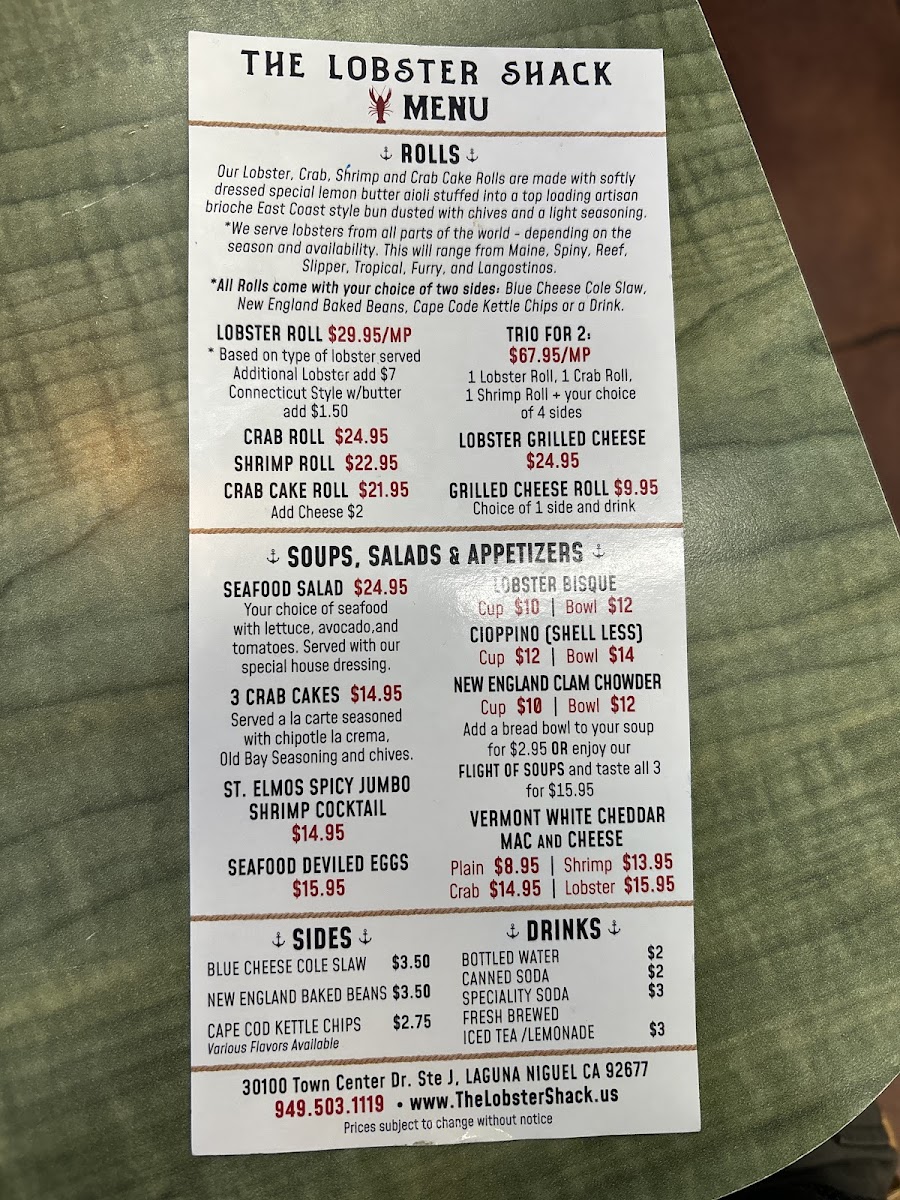 THE LOBSTER SHACK
MENU
ROLLS
Our Lobster, Crab, Shrimp and Crab Cake Rolls are made with softly
dressed special lemon butter aioli stuffed into a top loading artisan
brioche East Coast style bun dusted with chives and a light seasoning.
*We serve lobsters from all parts of the world - depending on the
season and availability. This will range from Maine, Spiny, Reef,
Slipper, Tropical, Furry, and Langostinos.
*All Rolls come with your choice of two sides: Blue Cheese Cole Slaw,
New England Baked Beans, Cape Code Kettle Chips or a Drink.
LOBSTER ROLL $29.95/MP
* Based on type of lobster served
Additional Lobster add $7
Connecticut Style w/butter
add $1.50
CRAB ROLL $24.95
SHRIMP ROLL $22.95
CRAB CAKE ROLL $21.95
Add Cheese $2
TRIO FOR 2:
$67.95/MP
1 Lobster Roll, 1 Crab Roll,
1 Shrimp Roll + your choice
of 4 sides
LOBSTER GRILLED CHEESE
$24.95
GRILLED CHEESE ROLL $9.95
Choice of 1 side and drink
SOUPS, SALADS & APPETIZERS
SEAFOOD SALAD $24.95
Your choice of seafood
with lettuce, avocado,and
tomatoes. Served with our
special house dressing.
3 CRAB CAKES $14.95
Served a la carte seasoned
with chipotle la crema,
Old Bay Seasoning and chives.
ST. ELMOS SPICY JUMBO
SHRIMP COCKTAIL
$14.95
SEAFOOD DEVILED EGGS
$15.95
LOBSTER BISQUE
Cup $10 | Bowl $12
CIOPPINO (SHELL LESS)
Cup $12 | Bowl $14
NEW ENGLAND CLAM CHOWDER
Cup $10 | Bowl $12
Add a bread bowl to your soup
for $2.95 OR enjoy our
FLIGHT OF SOUPS and taste all 3
for $15.95
VERMONT WHITE CHEDDAR
MAC AND CHEESE
Plain $8.95 | Shrimp $13.95
Crab $14.95 | Lobster $15.95
SIDES
BLUE CHEESE COLE SLAW $3.50
NEW ENGLAND BAKED BEANS $3.50
CAPE COD KETTLE CHIPS $2.75
Various Flavors Available
DRINKS
BOTTLED WATER $2
CANNED SODA $2
SPECIALITY SODA $3
FRESH BREWED
ICED TEA /LEMONADE $3
30100 Town Center Dr. Ste J, LAGUNA NIGUEL CA 92677
949.503.1119 • www.TheLobsterShack.us
Prices subject to change without notice